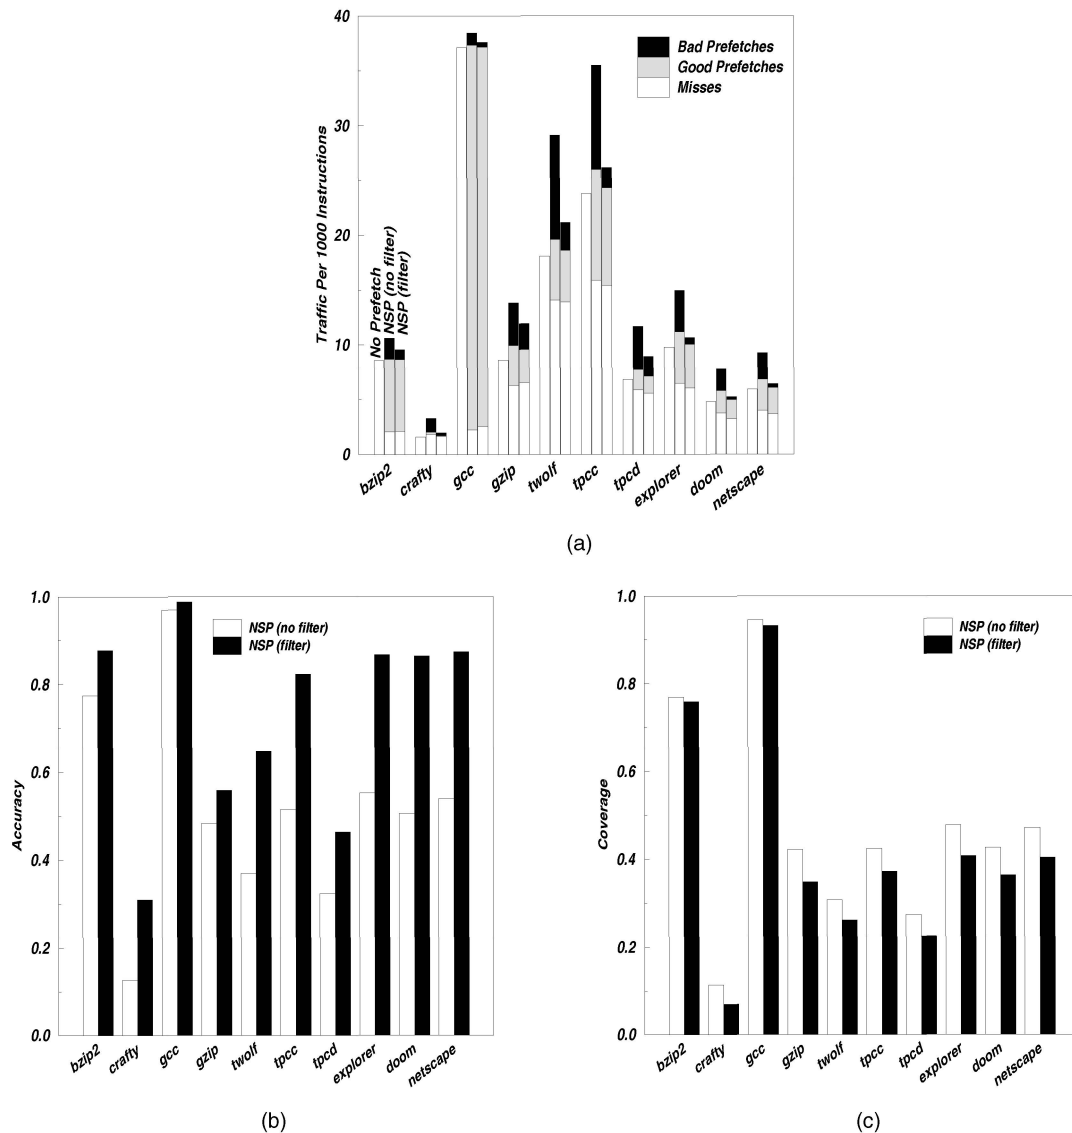 40
30
20
10
0
Traffic Per 1000 Instructions
Bad Prefetches
Good Prefetches
Misses
No Prefetch
NSP (no filter)
NSP (filter)
bzip2
crafty
gcc
gzip
twolf
tpcc
tpcd
explorer
doom
netscape
(a)
1.0
0.8
0.6
0.4
0.2
0.0
Accuracy
NSP (no filter)
NSP (filter)
bzip2
crafty
gcc
gzip
twolf
tpcc
tpcd
explorer
doom
netscape
(b)
1.0
0.8
0.6
0.4
0.2
0.0
Coverage
NSP (no filter)
NSP (filter)
bzip2
crafty
gcc
gzip
twolf
tpcc
tpcd
explorer
doom
netscape
(c)